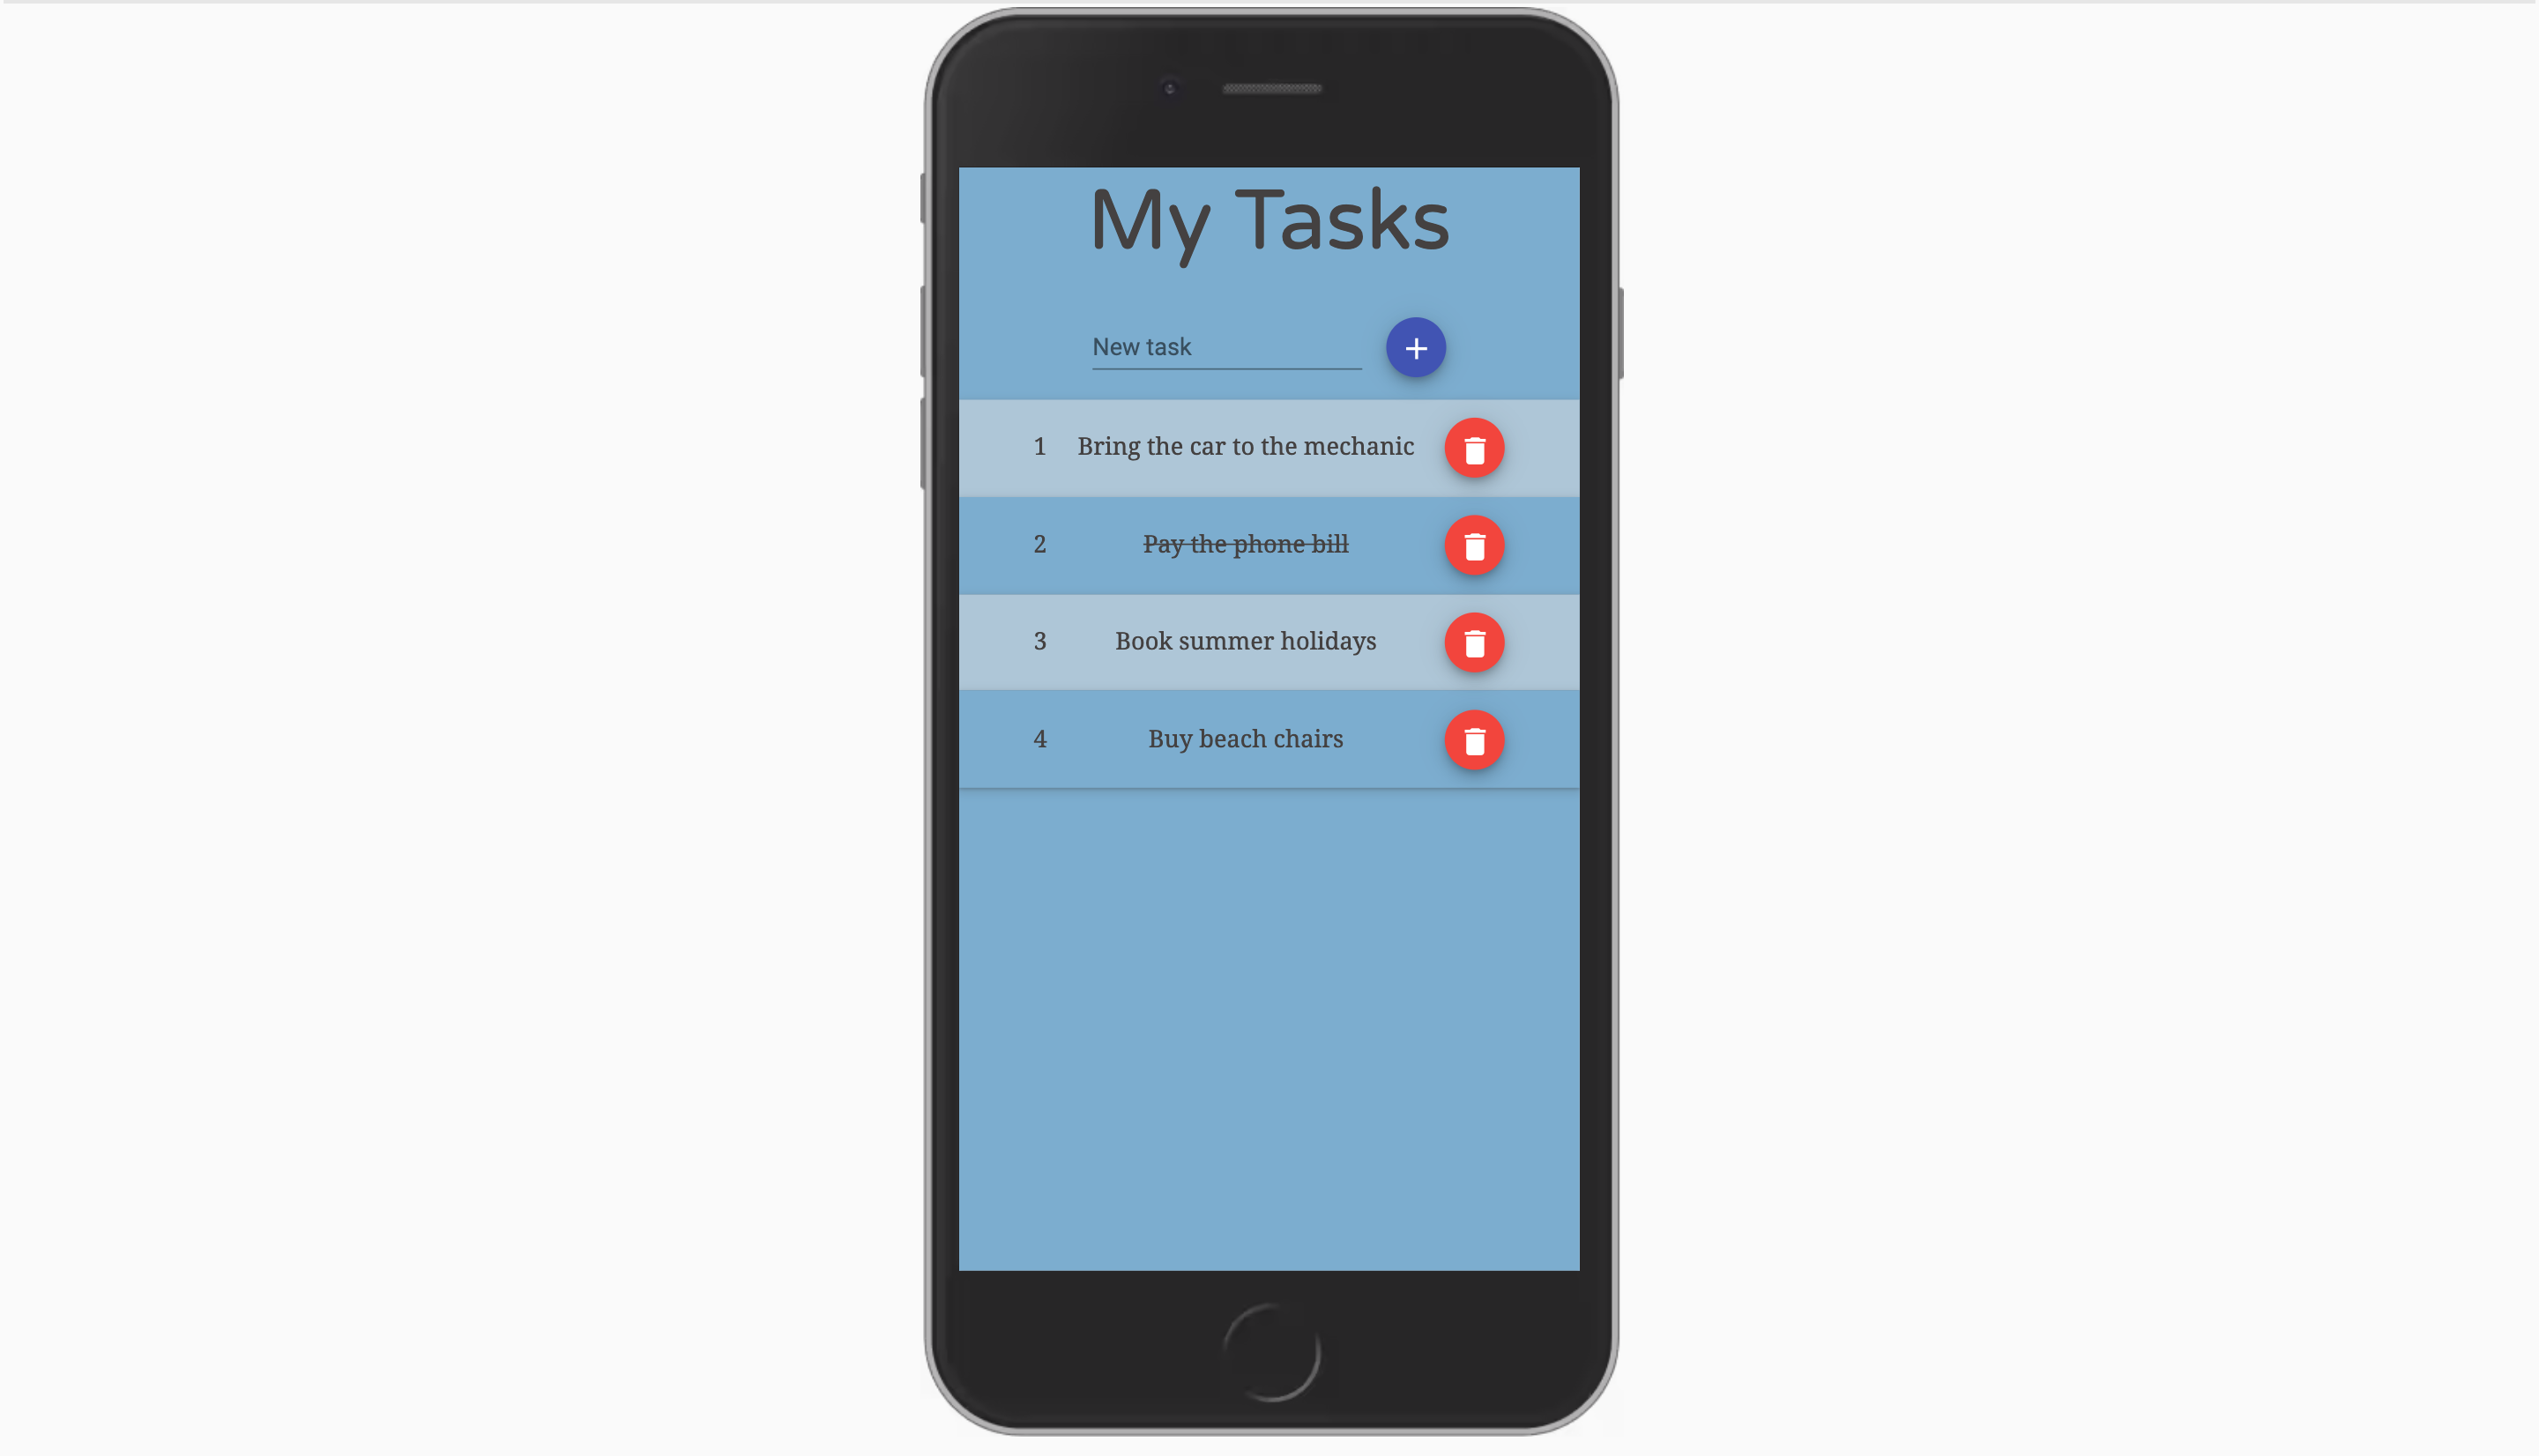 My Tasks
New task
1 Bring the car to the mechanic
2 Pay the phone bill
3 Book summer holidays
4 Buy beach chairs